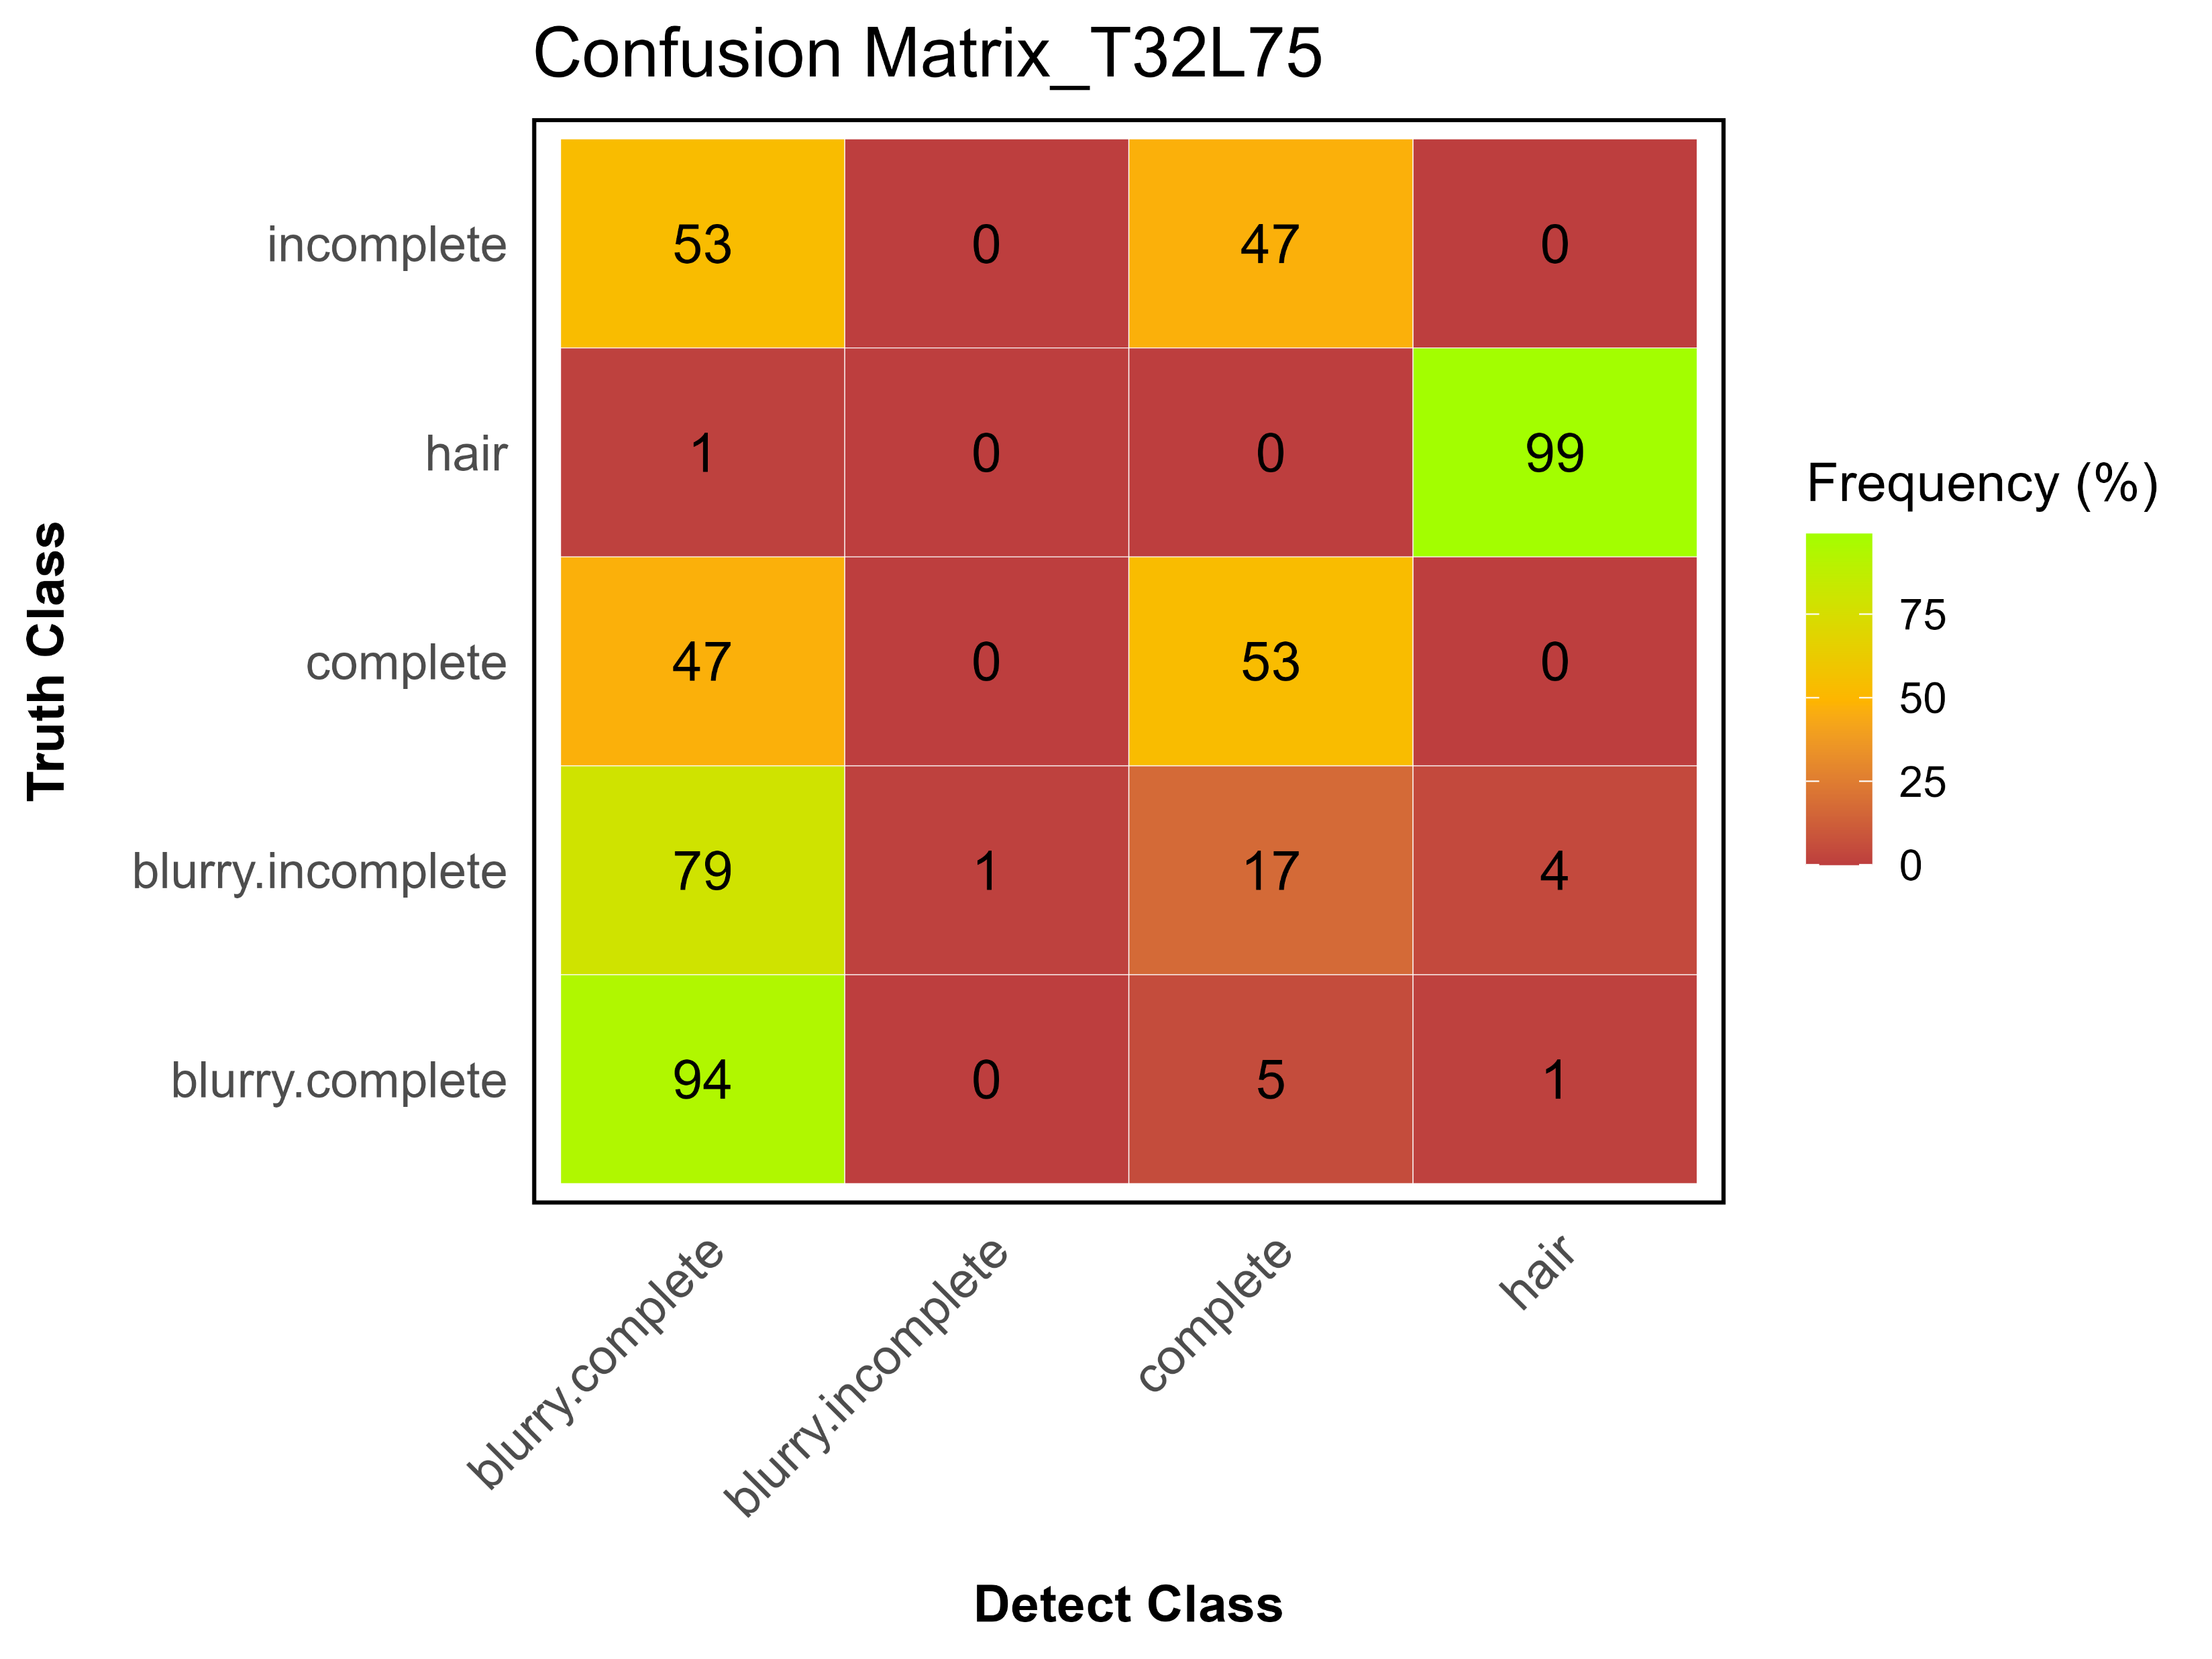 Confusion Matrix_T32L75
Truth Class
incomplete 53 0 47 0
hair 1 0 0 99
complete 47 0 53 0
blurry.incomplete 79 1 17 4
blurry.complete 94 0 5 1
blurry.complete blurry.incomplete complete hair
Detect Class
Frequency (%)
75
50
25
0